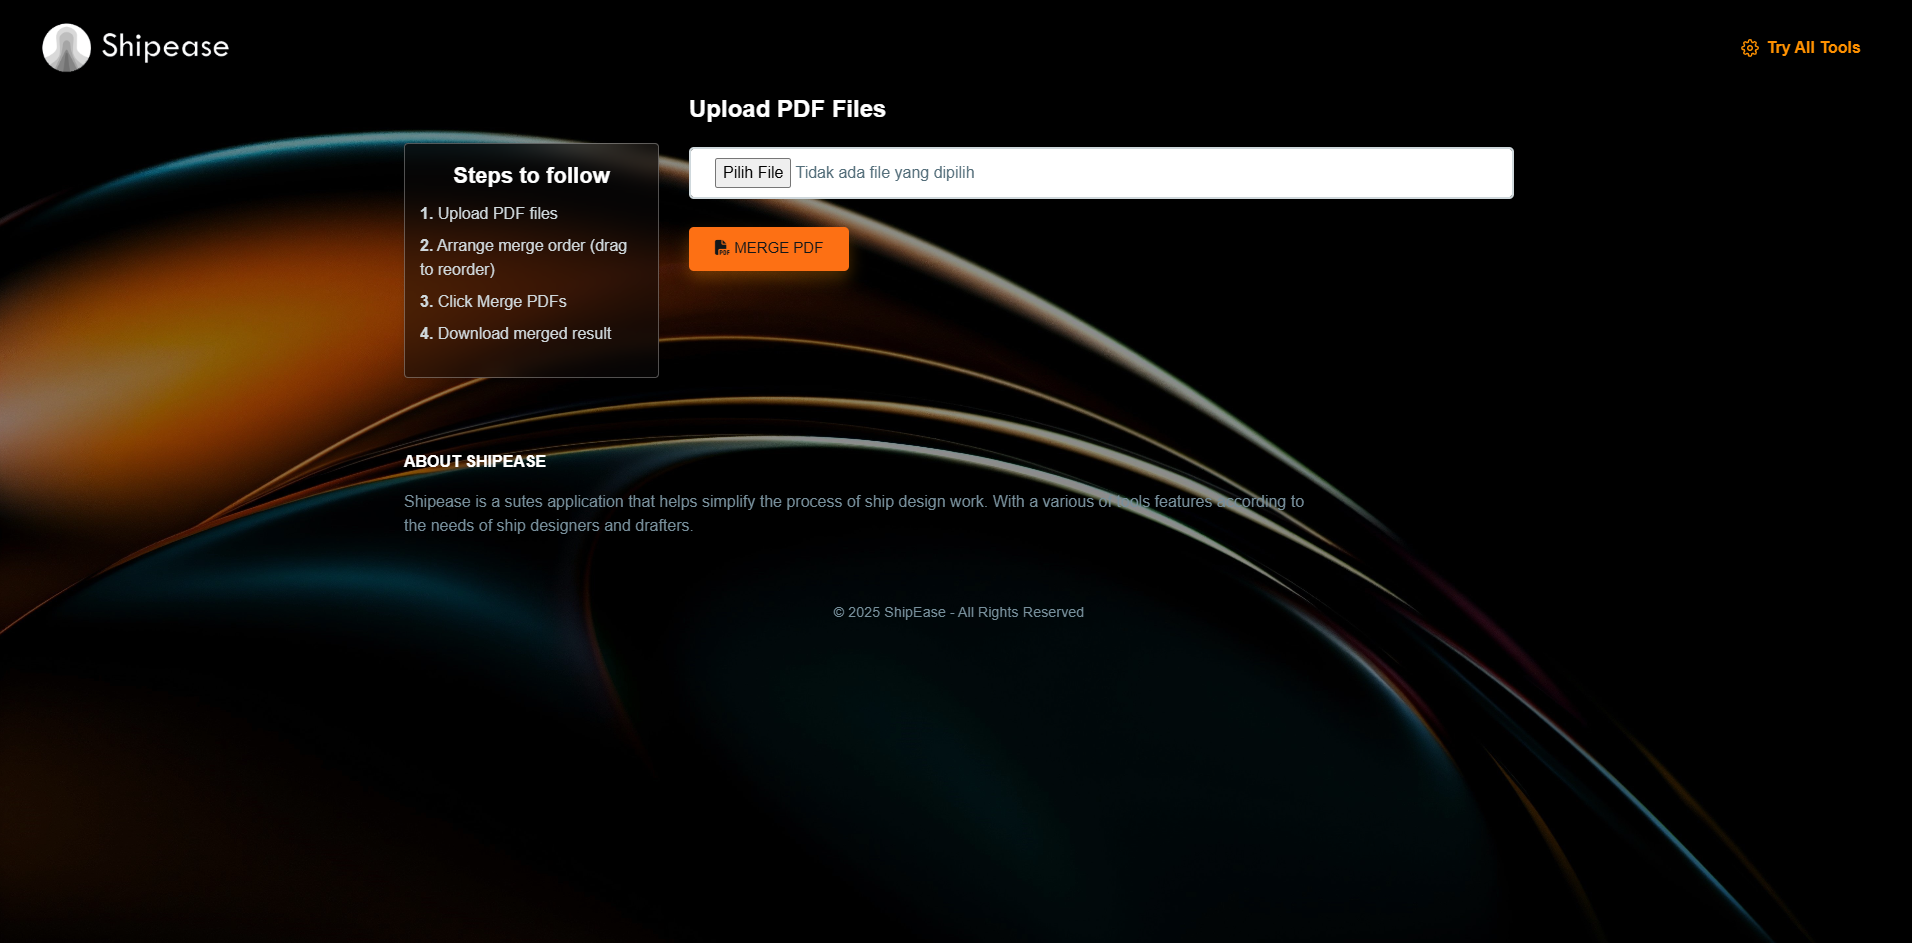 Shipease
Try All Tools
Upload PDF Files
Steps to follow
1. Upload PDF files
2. Arrange merge order (drag
to reorder)
3. Click Merge PDFs
4. Download merged result
Pilih File Tidak ada file yang dipilih
MERGE PDF
ABOUT SHIPEASE
Shipease is a sutes application that helps simplify the process of ship design work. With a various of tools features according to
the needs of ship designers and drafters.
© 2025 ShipEase - All Rights Reserved